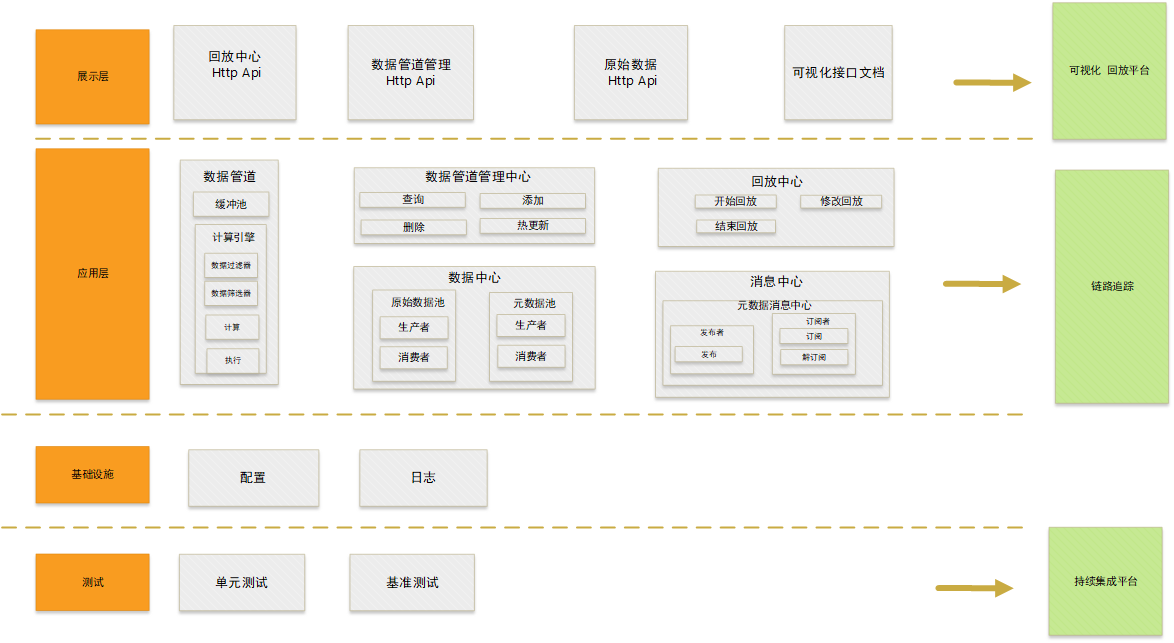 展示层
回放中心
Http Api
数据管道管理
Http Api
原始数据
Http Api
可视化接口文档
可视化 回放平台
应用层
数据管道
缓冲池
计算引擎
数据过滤器
数据筛选器
计算
执行
数据管道管理中心
查询
添加
删除
热更新
数据中心
原始数据池
生产者
消费者
元数据池
生产者
消费者
回放中心
开始回放
修改回放
结束回放
消息中心
元数据消息中心
发布者
发布
订阅者
订阅
解订阅
链路追踪
基础设施
配置
日志
测试
单元测试
基准测试
持续集成平台